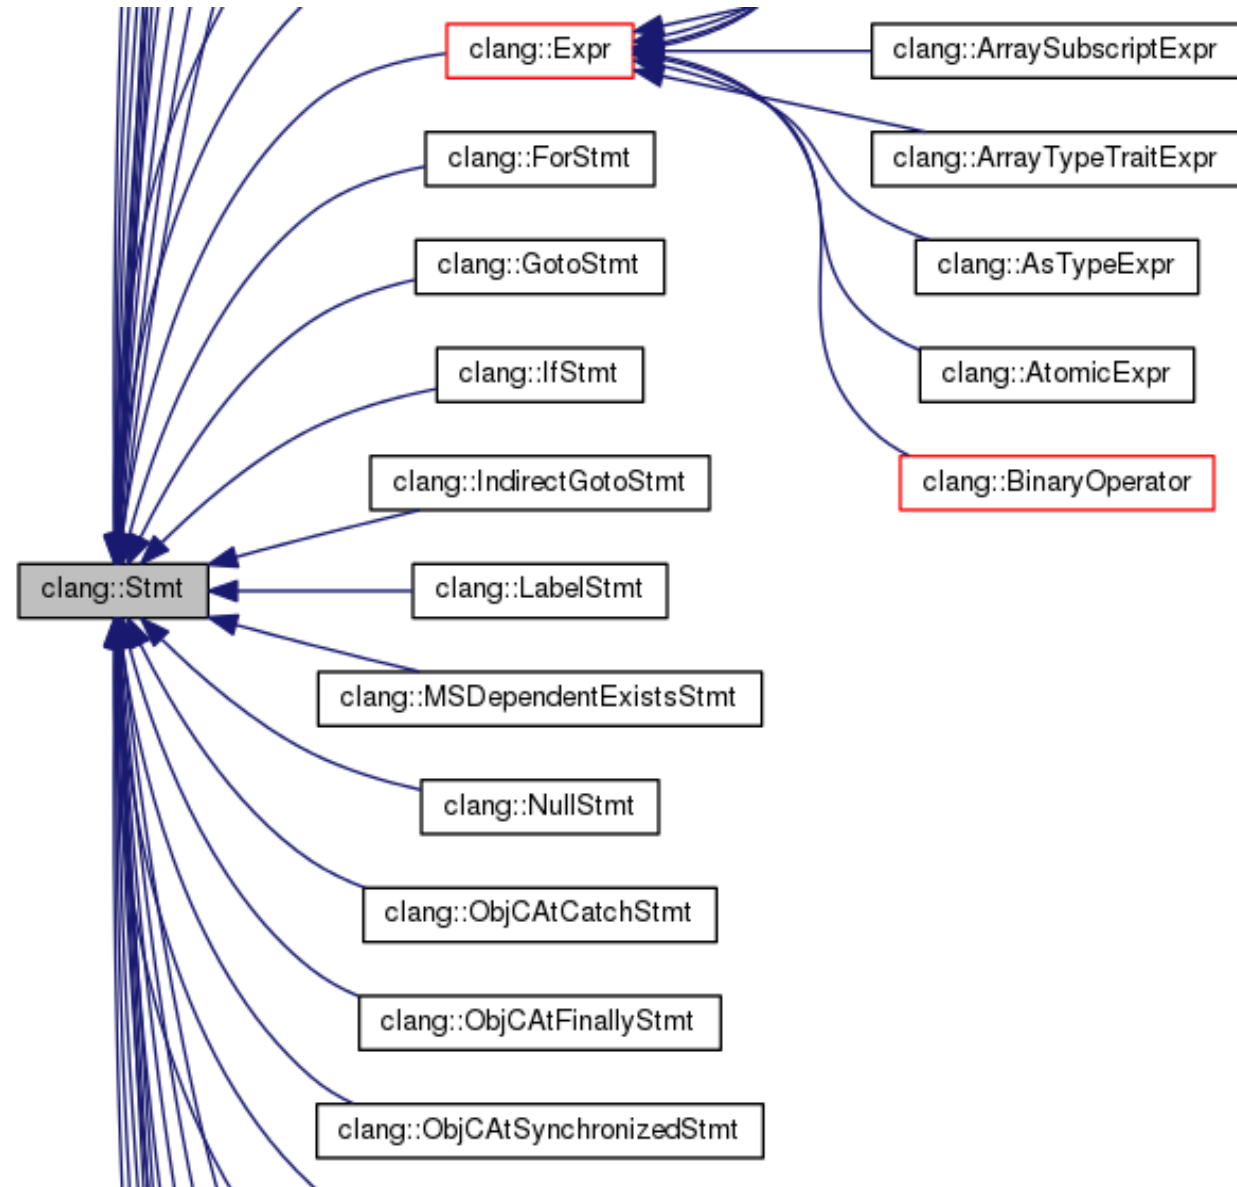 clang::Expr
clang::ArraySubscriptExpr
clang::ForStmt
clang::ArrayTypeTraitExpr
clang::GotoStmt
clang::AsTypeExpr
clang::IfStmt
clang::AtomicExpr
clang::IndirectGotoStmt
clang::BinaryOperator
clang::Stmt
clang::LabelStmt
clang::MSDependentExistsStmt
clang::NullStmt
clang::ObjCAtCatchStmt
clang::ObjCAtFinallyStmt
clang::ObjCAtSynchronizedStmt